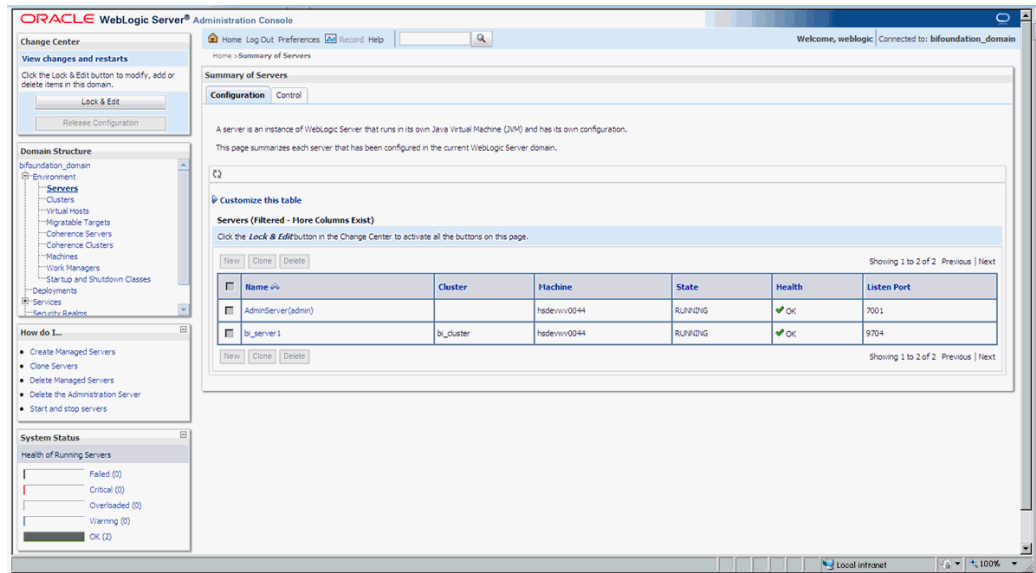 ORACLE WebLogic Server® Administration Console
Change Center
View changes and restarts
Click the Lock & Edit button to modify, add or
delete items in this domain.
Lock & Edit
Release Configuration
Domain Structure
bifoundation_domain
Environment
Servers
Clusters
Virtual Hosts
Migratable Targets
Coherence Servers
Coherence Clusters
Machines
Work Managers
Startup and Shutdown Classes
Deployments
Services
Security Realms
How do I...
Create Managed Servers
Clone Servers
Delete Managed Servers
Delete the Administration Server
Start and stop servers
System Status
Health of Running Servers
Failed (0)
Critical (0)
Overloaded (0)
Warning (0)
OK (2)
Home Log Out Preferences Record Help
Welcome, weblogic Connected to: bifoundation_domain
Home >Summary of Servers
Summary of Servers
Configuration Control
A server is an instance of WebLogic Server that runs in its own Java Virtual Machine (JVM) and has its own configuration.
This page summarizes each server that has been configured in the current WebLogic Server domain.
Customize this table
Servers (Filtered - More Columns Exist)
Click the Lock & Edit button in the Change Center to activate all the buttons on this page.
New Clone Delete Showing 1 to 2 of 2 Previous | Next
Name Cluster Machine State Health Listen Port
AdminServer(admin) hsdevwv0044 RUNNING OK 7001
bi_server1 bi_cluster hsdevwv0044 RUNNING OK 9704
New Clone Delete Showing 1 to 2 of 2 Previous | Next
Local intranet 100%